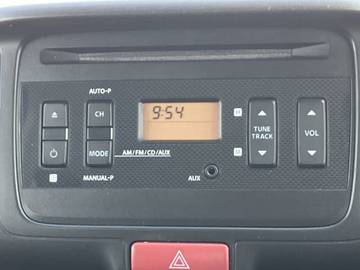 AUTO-P
9:54
CH
TUNE
TRACK
VOL
MODE
AM/FM/CD/AUX
MANUAL-P
AUX